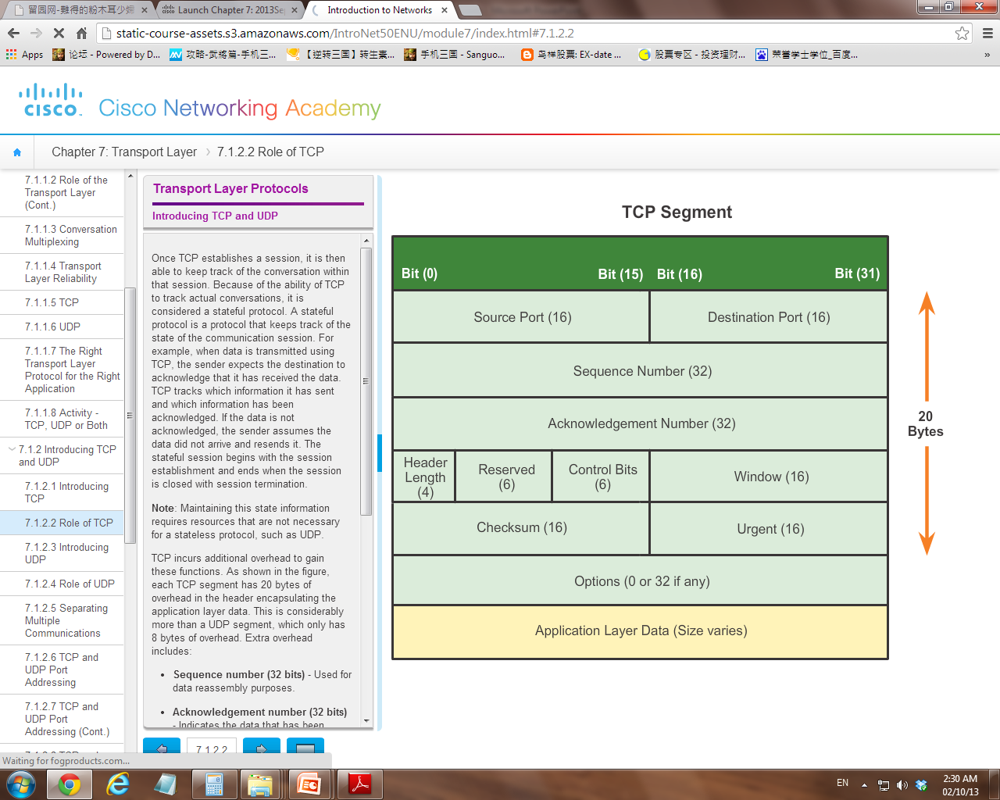 留园网-難得的粉木耳少婦
Launch Chapter 7: 2013Se
Introduction to Networks
static-course-assets.s3.amazonaws.com/IntroNet50ENU/module7/index.html#7.1.2.2
Apps
论坛 - Powered by D...
攻略-武將篇-手机三...
【逆转三国】转生素...
手机三国 - Sanguo...
鸟样股票: EX-date ...
股票专区 - 投资理财...
荣誉学士学位_百度...
»
cisco.
Cisco Networking Academy
Chapter 7: Transport Layer
7.1.2.2 Role of TCP
7.1.1.2 Role of the
Transport Layer
(Cont.)
7.1.1.3 Conversation
Multiplexing
7.1.1.4 Transport
Layer Reliability
7.1.1.5 TCP
7.1.1.6 UDP
7.1.1.7 The Right
Transport Layer
Protocol for the Right
Application
7.1.1.8 Activity -
TCP, UDP or Both
7.1.2 Introducing TCP
and UDP
7.1.2.1 Introducing
TCP
7.1.2.2 Role of TCP
7.1.2.3 Introducing
UDP
7.1.2.4 Role of UDP
7.1.2.5 Separating
Multiple
Communications
7.1.2.6 TCP and
UDP Port
Addressing
7.1.2.7 TCP and
UDP Port
Addressing (Cont.)
Transport Layer Protocols
Introducing TCP and UDP
Once TCP establishes a session, it is then
able to keep track of the conversation within
that session. Because of the ability of TCP
to track actual conversations, it is
considered a stateful protocol. A stateful
protocol is a protocol that keeps track of the
state of the communication session. For
example, when data is transmitted using
TCP, the sender expects the destination to
acknowledge that it has received the data.
TCP tracks which information it has sent
and which information has been
acknowledged. If the data is not
acknowledged, the sender assumes the
data did not arrive and resends it. The
stateful session begins with the session
establishment and ends when the session
is closed with session termination.
Note: Maintaining this state information
requires resources that are not necessary
for a stateless protocol, such as UDP.
TCP incurs additional overhead to gain
these functions. As shown in the figure,
each TCP segment has 20 bytes of
overhead in the header encapsulating the
application layer data. This is considerably
more than a UDP segment, which only has
8 bytes of overhead. Extra overhead
includes:
• Sequence number (32 bits) - Used for
data reassembly purposes.
• Acknowledgement number (32 bits)
- Indicates the data that has been
7.1.2.2
TCP Segment
Bit (0)
Bit (15)
Bit (16)
Bit (31)
Source Port (16)
Destination Port (16)
Sequence Number (32)
Acknowledgement Number (32)
Header
Length
(4)
Reserved
(6)
Control Bits
(6)
Window (16)
Checksum (16)
Urgent (16)
Options (0 or 32 if any)
Application Layer Data (Size varies)
20
Bytes
Waiting for fogproducts.com...
EN
2:30 AM
02/10/13